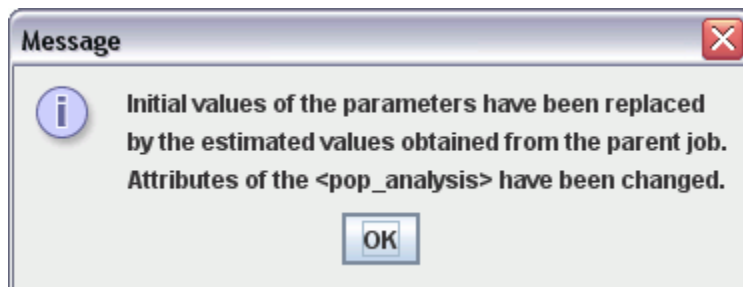 Message
Initial values of the parameters have been replaced
by the estimated values obtained from the parent job.
Attributes of the <pop_analysis> have been changed.
OK